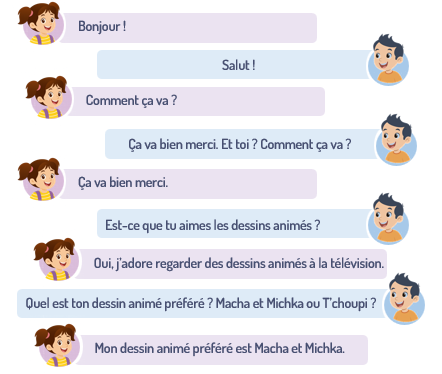 Bonjour !
Salut !
Comment ça va ?
Ça va bien merci. Et toi ? Comment ça va ?
Ça va bien merci.
Est-ce que tu aimes les dessins animés ?
Oui, j'adore regarder des dessins animés à la télévision.
Quel est ton dessin animé préféré ? Macha et Michka ou T'choupi ?
Mon dessin animé préféré est Macha et Michka.